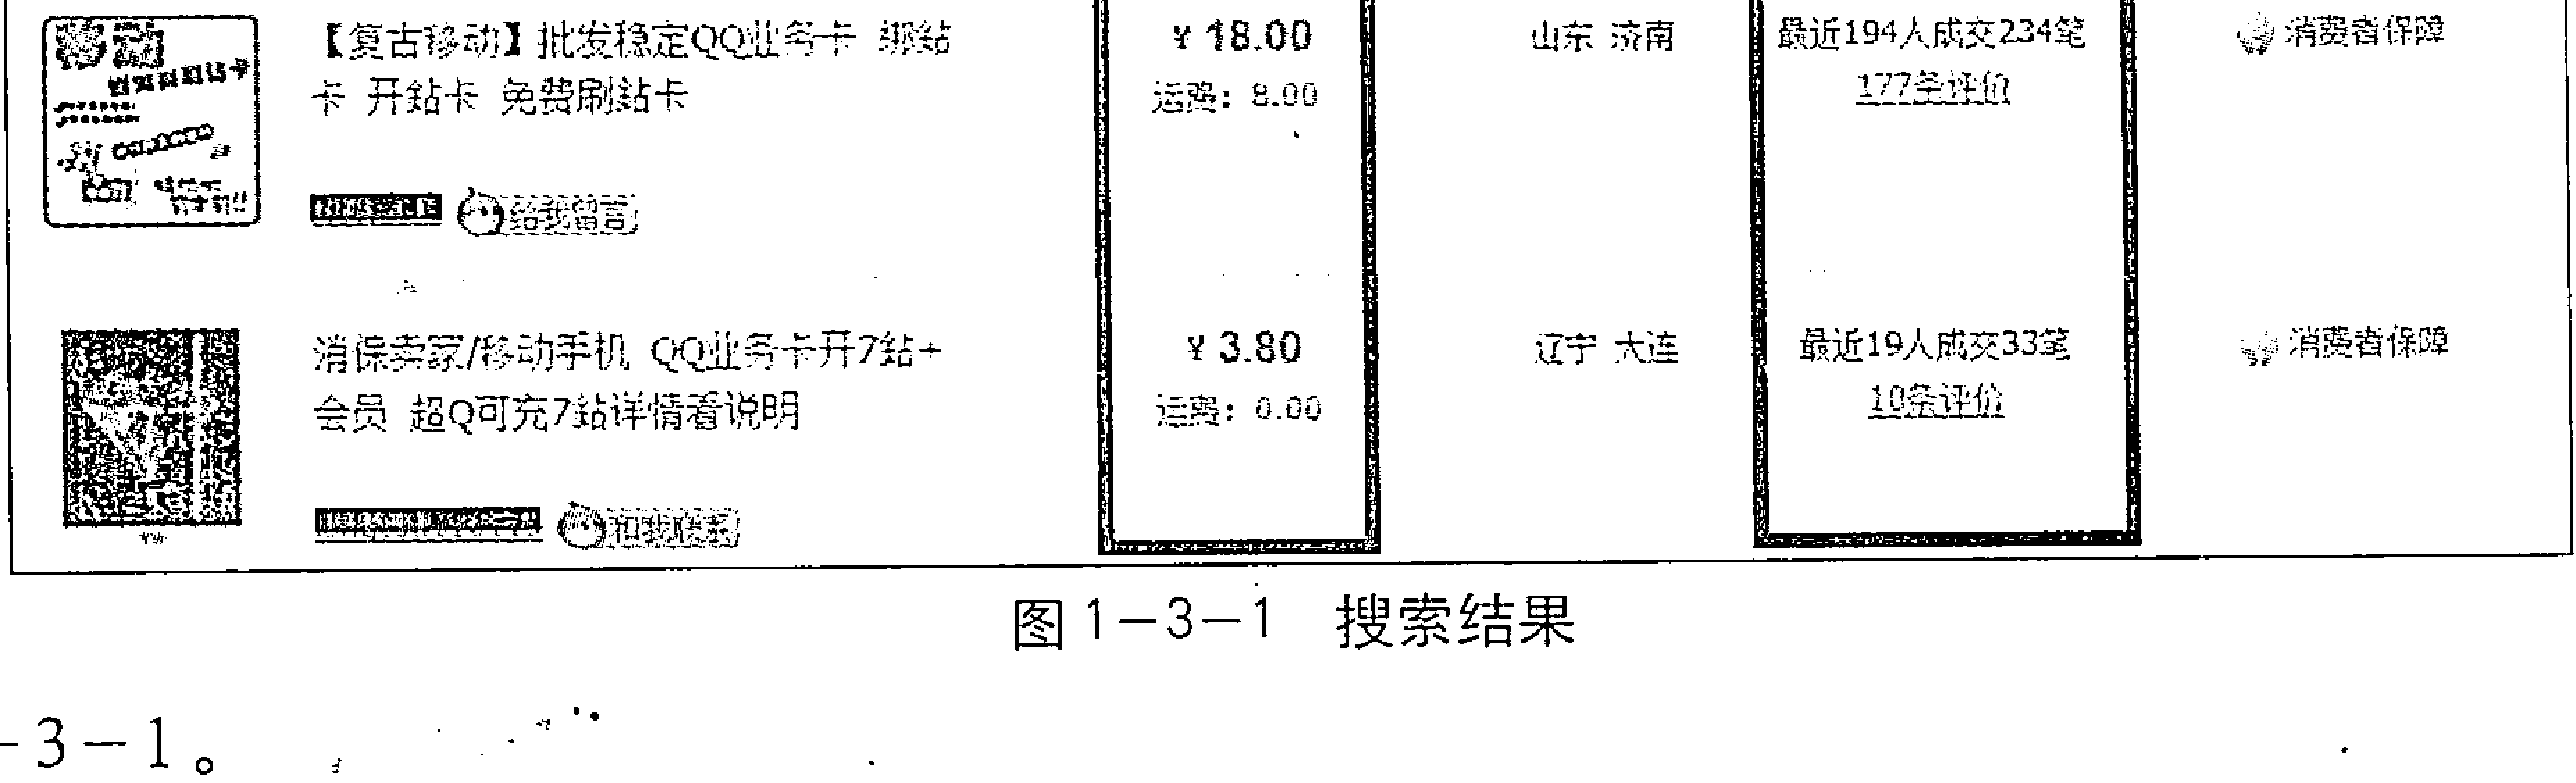 【复古移动】批发稳定QQ业务卡 绑钻
卡 开钻卡 免费刷钻卡
¥ 18.00
运费: 8.00
山东 济南
最近194人成交234笔
177条评价
消费者保障
给我留言
消保卖家/移动手机 QQ业务卡开7钻+
会员 超Q可充7钻详情看说明
¥ 3.80
运费: 0.00
辽宁 大连
最近19人成交33笔
10条评价
消费者保障
和我联系
图1-3-1 搜索结果
-3-1。